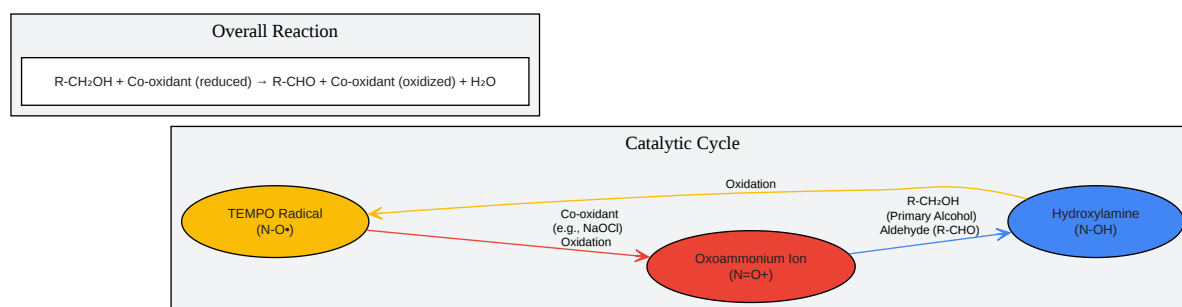 Overall Reaction
R-CH₂OH + Co-oxidant (reduced) → R-CHO + Co-oxidant (oxidized) + H₂O
Catalytic Cycle
Oxidation
TEMPO Radical
(N-O•)
Co-oxidant
(e.g., NaOCl)
Oxidation
Oxoammonium Ion
(N=O+)
R-CH₂OH
(Primary Alcohol)
Aldehyde (R-CHO)
Hydroxylamine
(N-OH)